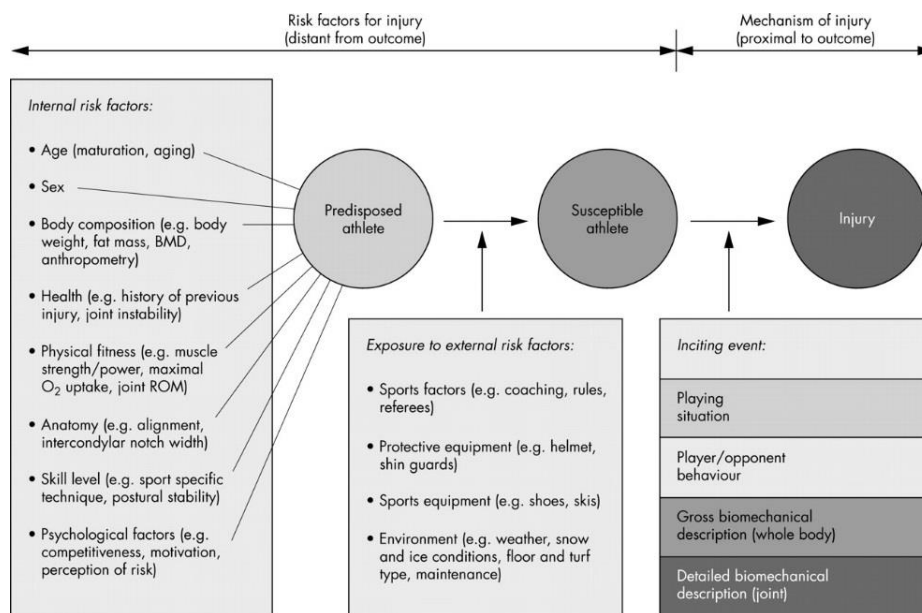 Risk factors for injury
(distant from outcome)
Mechanism of injury
(proximal to outcome)
Internal risk factors:
• Age (maturation, aging)
• Sex
• Body composition (e.g. body
weight, fat mass, BMD,
anthropometry)
• Health (e.g. history of previous
injury, joint instability)
• Physical fitness (e.g. muscle
strength/power, maximal
O₂ uptake, joint ROM)
• Anatomy (e.g. alignment,
intercondylar notch width)
• Skill level (e.g. sport specific
technique, postural stability)
• Psychological factors (e.g.
competitiveness, motivation,
perception of risk)
Predisposed
athlete
Susceptible
athlete
Injury
Exposure to external risk factors:
• Sports factors (e.g. coaching, rules,
referees)
• Protective equipment (e.g. helmet,
shin guards)
• Sports equipment (e.g. shoes, skis)
• Environment (e.g. weather, snow
and ice conditions, floor and turf
type, maintenance)
Inciting event:
Playing
situation
Player/opponent
behaviour
Gross biomechanical
description (whole body)
Detailed biomechanical
description (joint)